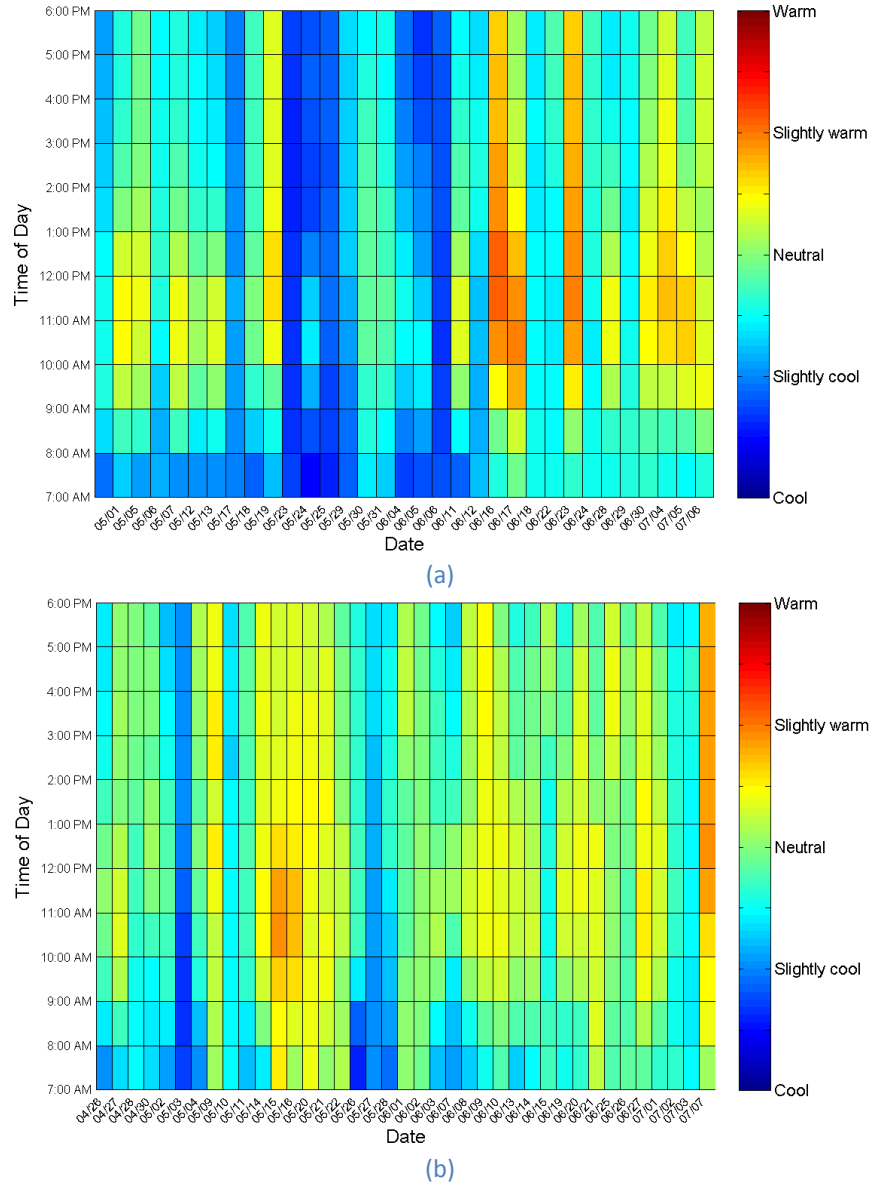 6:00 PM
5:00 PM
4:00 PM
3:00 PM
2:00 PM
1:00 PM
12:00 PM
11:00 AM
10:00 AM
9:00 AM
8:00 AM
7:00 AM
Time of Day
05/01 05/05 05/06 05/07 05/12 05/13 05/17 05/18 05/19 05/23 05/24 05/25 05/29 05/30 05/31 06/04 06/05 06/06 06/11 06/12 06/16 06/17 06/18 06/22 06/23 06/24 06/28 06/29 06/30 07/04 07/05 07/06
Date
Warm
Slightly warm
Neutral
Slightly cool
Cool
(a)
6:00 PM
5:00 PM
4:00 PM
3:00 PM
2:00 PM
1:00 PM
12:00 PM
11:00 AM
10:00 AM
9:00 AM
8:00 AM
7:00 AM
Time of Day
04/26 04/27 04/28 04/30 05/02 05/03 05/04 05/09 05/10 05/11 05/14 05/15 05/16 05/20 05/21 05/22 05/26 05/27 05/28 06/01 06/02 06/03 06/07 06/08 06/09 06/10 06/13 06/14 06/15 06/19 06/20 06/21 06/25 06/26 06/27 07/01 07/02 07/03 07/07
Date
Warm
Slightly warm
Neutral
Slightly cool
Cool
(b)